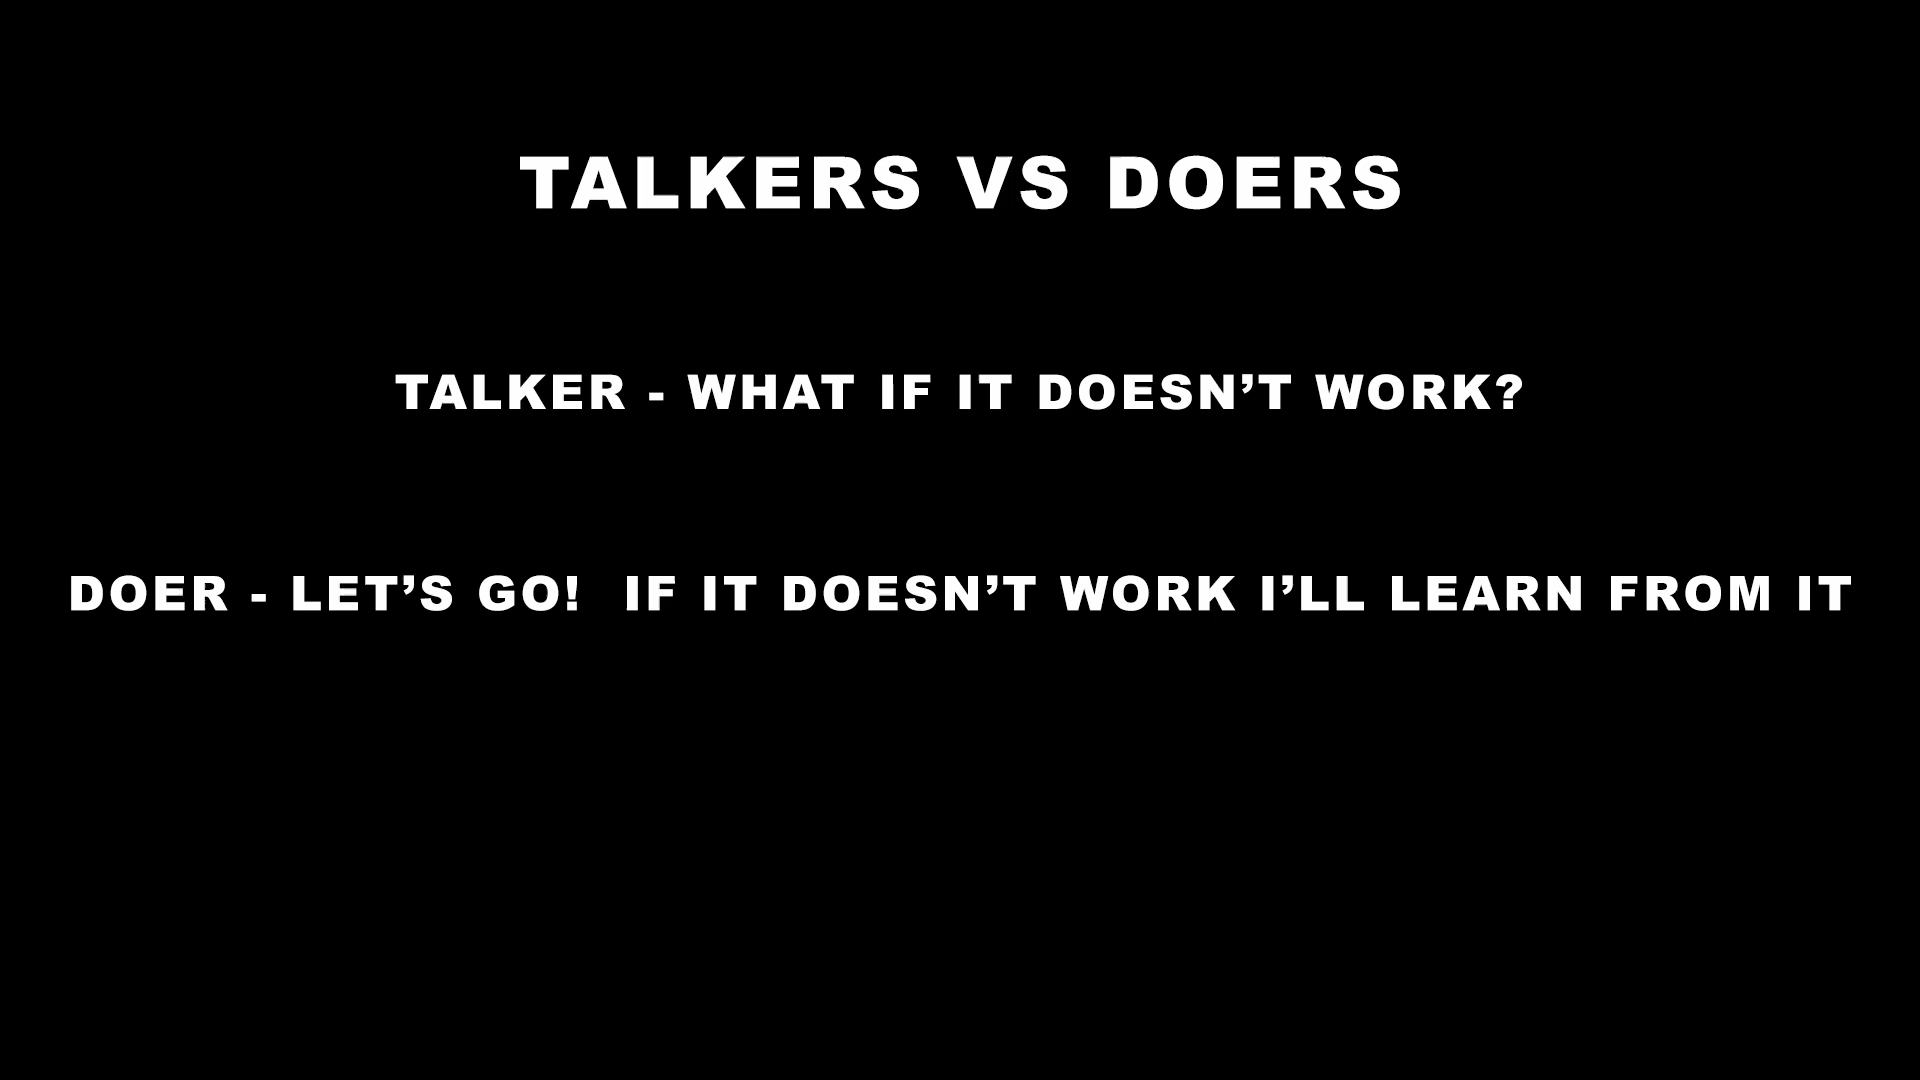 TALKERS VS DOERS
TALKER - WHAT IF IT DOESN’T WORK?
DOER - LET’S GO!  IF IT DOESN’T WORK I’LL LEARN FROM IT